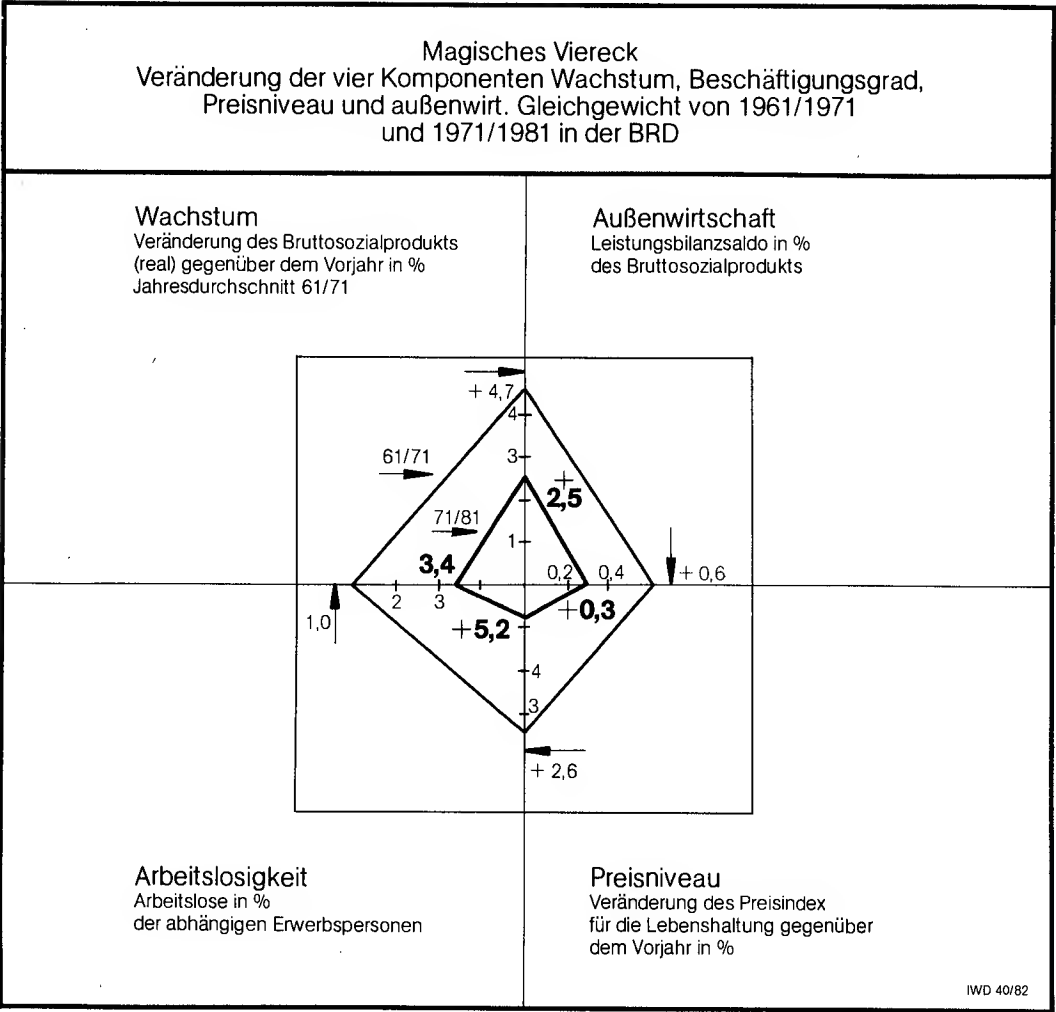 Magisches Viereck
Veränderung der vier Komponenten Wachstum, Beschäftigungsgrad,
Preisniveau und außenwirt. Gleichgewicht von 1961/1971
und 1971/1981 in der BRD
Wachstum
Veränderung des Bruttosozialprodukts
(real) gegenüber dem Vorjahr in %
Jahresdurchschnitt 61/71
Außenwirtschaft
Leistungsbilanzsaldo in %
des Bruttosozialprodukts
+ 4,7
4
61/71
3
+
2,5
71/81
1
3,4
0,2
0,4
+ 0,6
2
3
1,0
+5,2
+0,3
4
3
+ 2,6
Arbeitslosigkeit
Arbeitslose in %
der abhängigen Erwerbspersonen
Preisniveau
Veränderung des Preisindex
für die Lebenshaltung gegenüber
dem Vorjahr in %
IWD 40/82